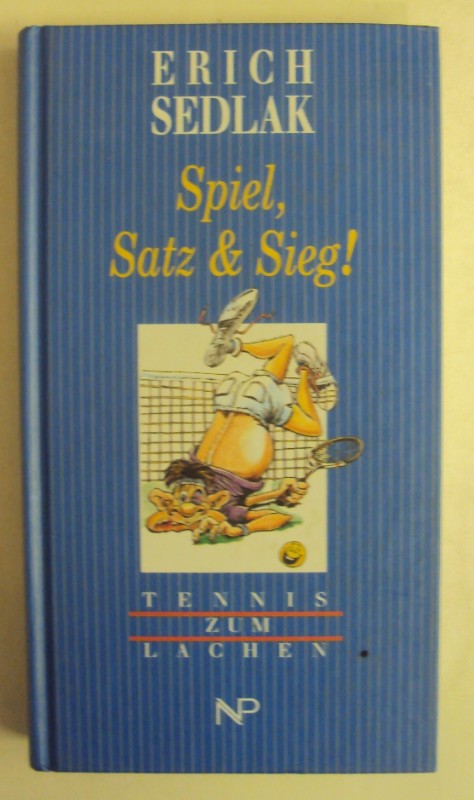 ERICH
SEDLAK
Spiel,
Satz & Sieg!
TENNIS
ZUM
LACHEN
NP